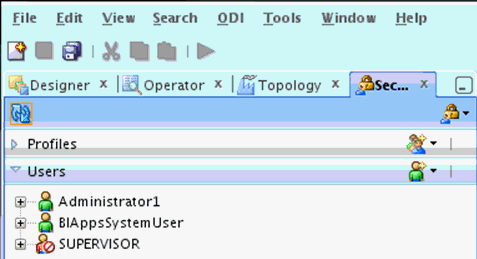 File Edit View Search ODI Tools Window Help
Designer x Operator x Topology x Sec... x
Profiles
Users
Administrator1
BIAppsSystemUser
SUPERVISOR